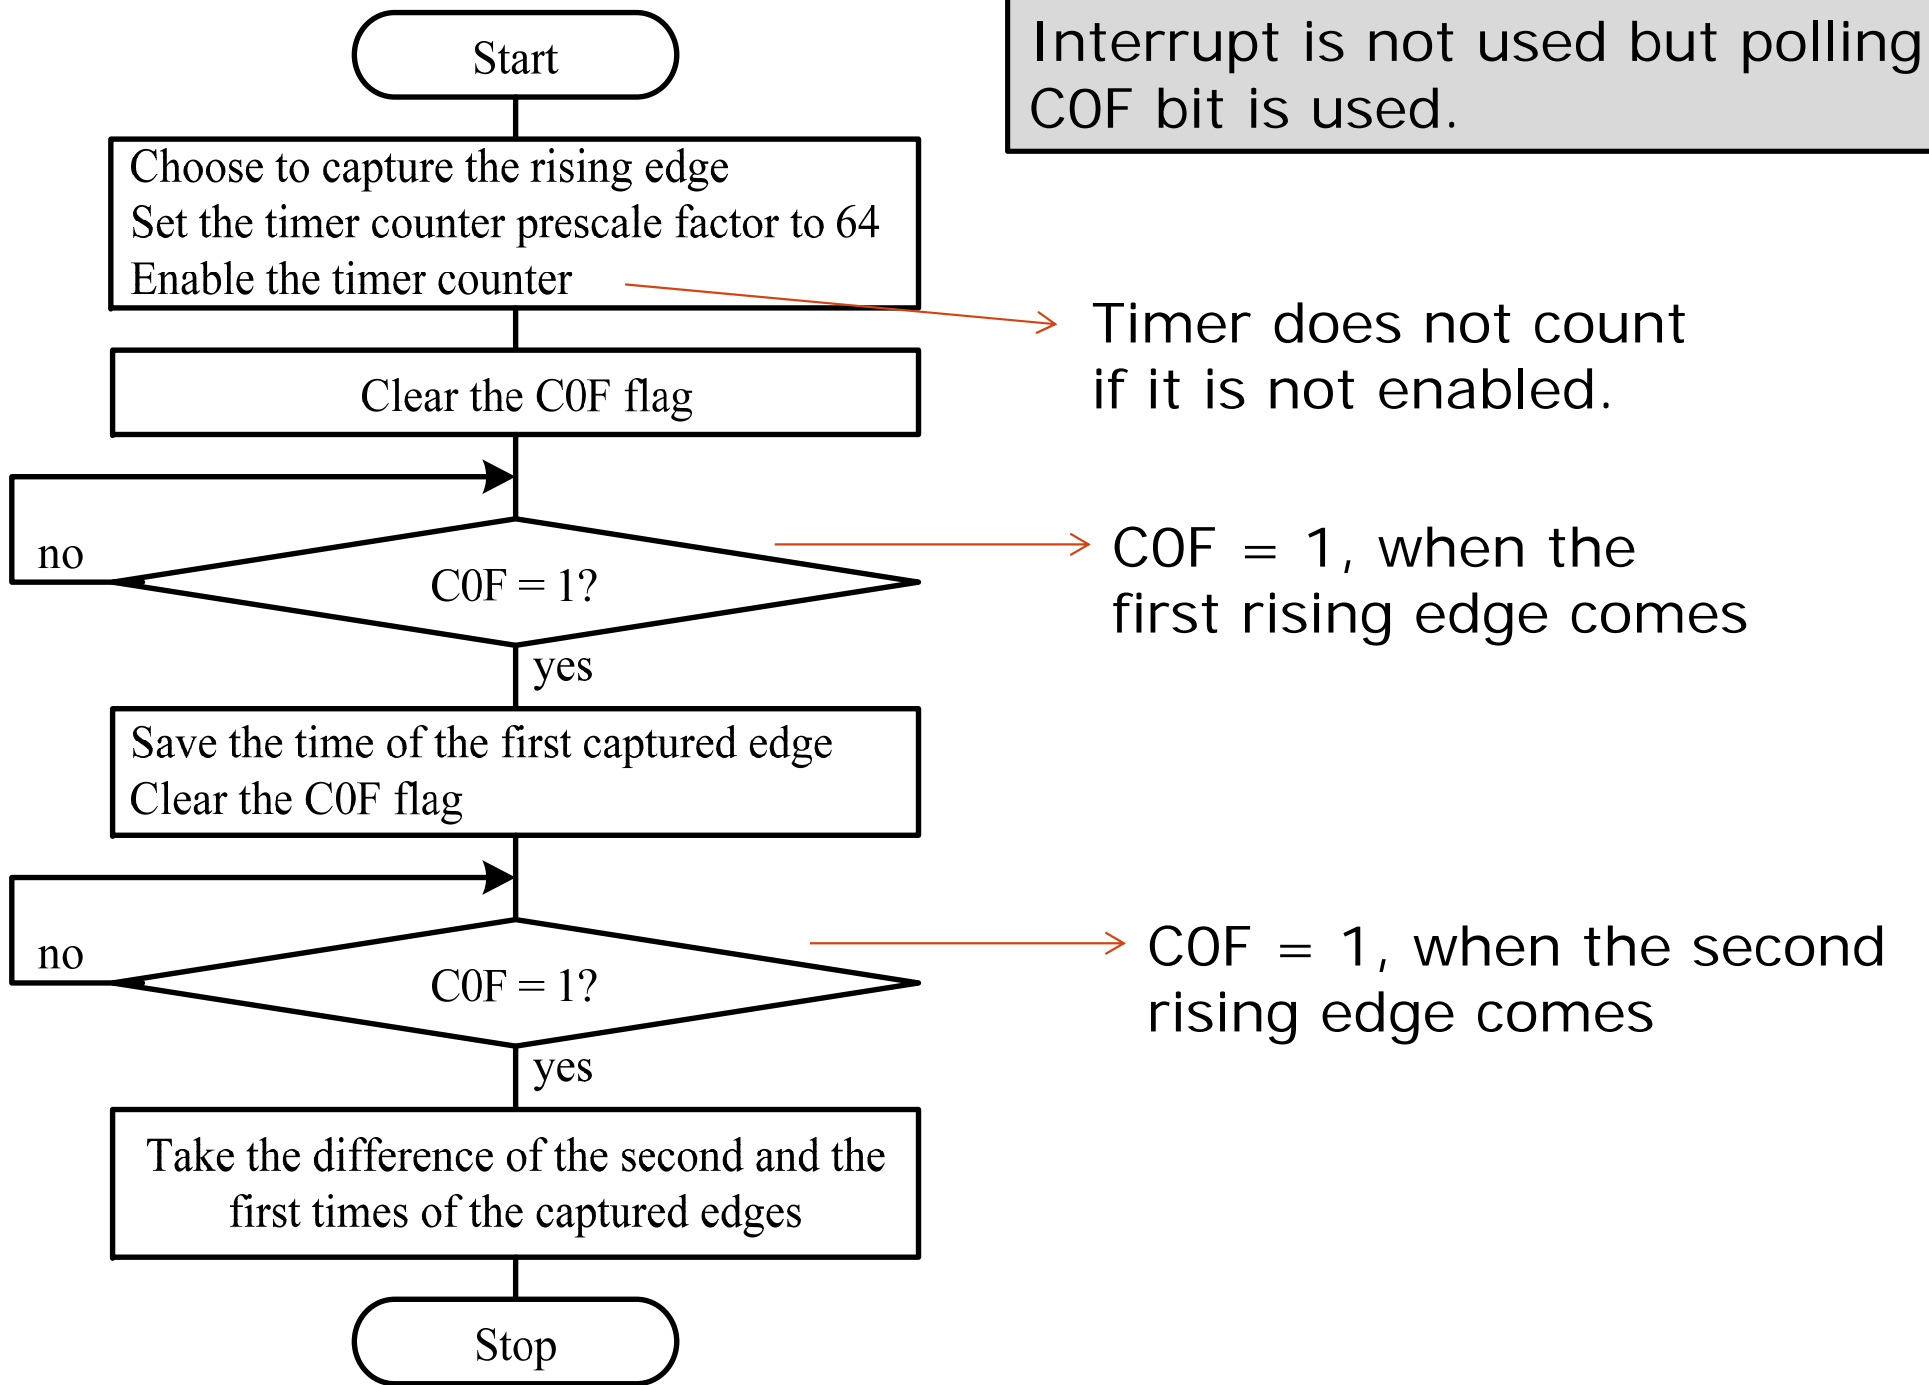 Start
Interrupt is not used but polling
C0F bit is used.
Choose to capture the rising edge
Set the timer counter prescale factor to 64
Enable the timer counter
Timer does not count
if it is not enabled.
Clear the C0F flag
no
C0F = 1?
C0F = 1, when the
first rising edge comes
yes
Save the time of the first captured edge
Clear the C0F flag
no
C0F = 1?
C0F = 1, when the second
rising edge comes
yes
Take the difference of the second and the
first times of the captured edges
Stop